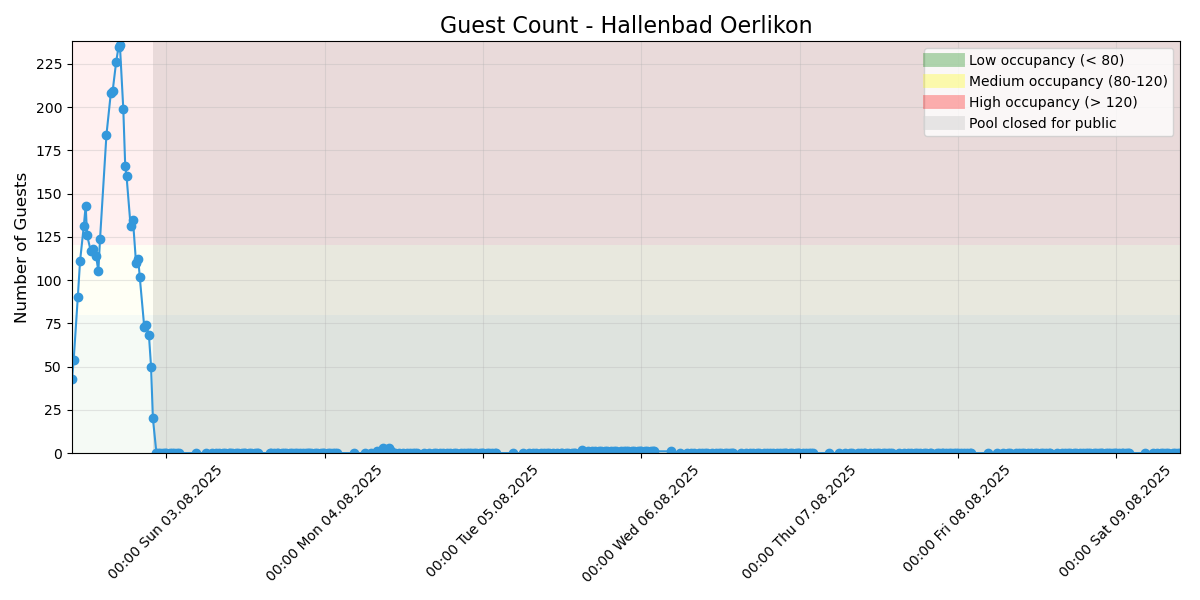 Guest Count - Hallenbad Oerlikon
Low occupancy (< 80)
Medium occupancy (80-120)
High occupancy (> 120)
Pool closed for public
Number of Guests
225
200
175
150
125
100
75
50
25
0
00:00 Sun 03.08.2025
00:00 Mon 04.08.2025
00:00 Tue 05.08.2025
00:00 Wed 06.08.2025
00:00 Thu 07.08.2025
00:00 Fri 08.08.2025
00:00 Sat 09.08.2025